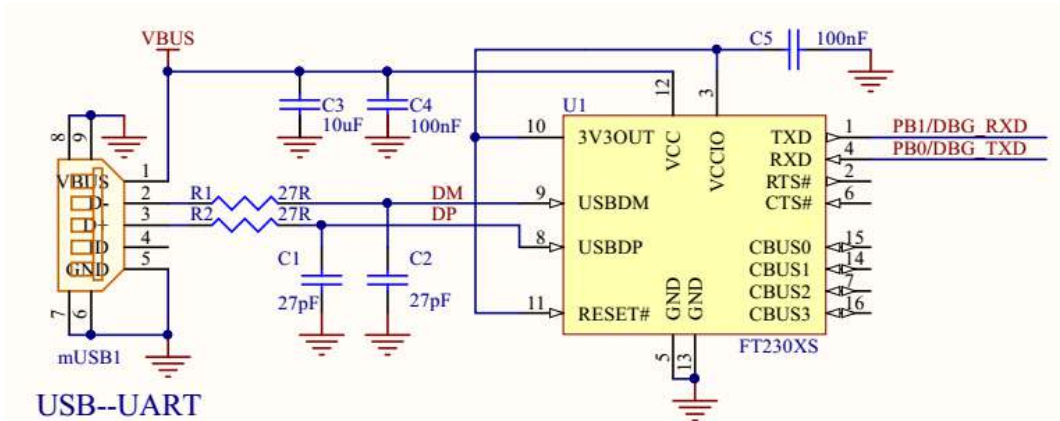 VBUS
C5 100nF
12
3
C3
10uF
C4
100nF
U1
8
9
10
3V3OUT
VCC
VCCIO
TXD
1
PB1/DBG_RXD
RXD
4
PB0/DBG_TXD
VBUS
1
RTS#
2
D-
2
R1
27R
DM
9
USBDM
CTS#
6
D+
3
R2
27R
DP
ID
4
8
USBDP
CBUS0
15
GND
5
C1
27pF
C2
27pF
CBUS1
14
CBUS2
7
11
RESET#
GND
GND
CBUS3
16
7
6
mUSB1
5
13
FT230XS
USB--UART